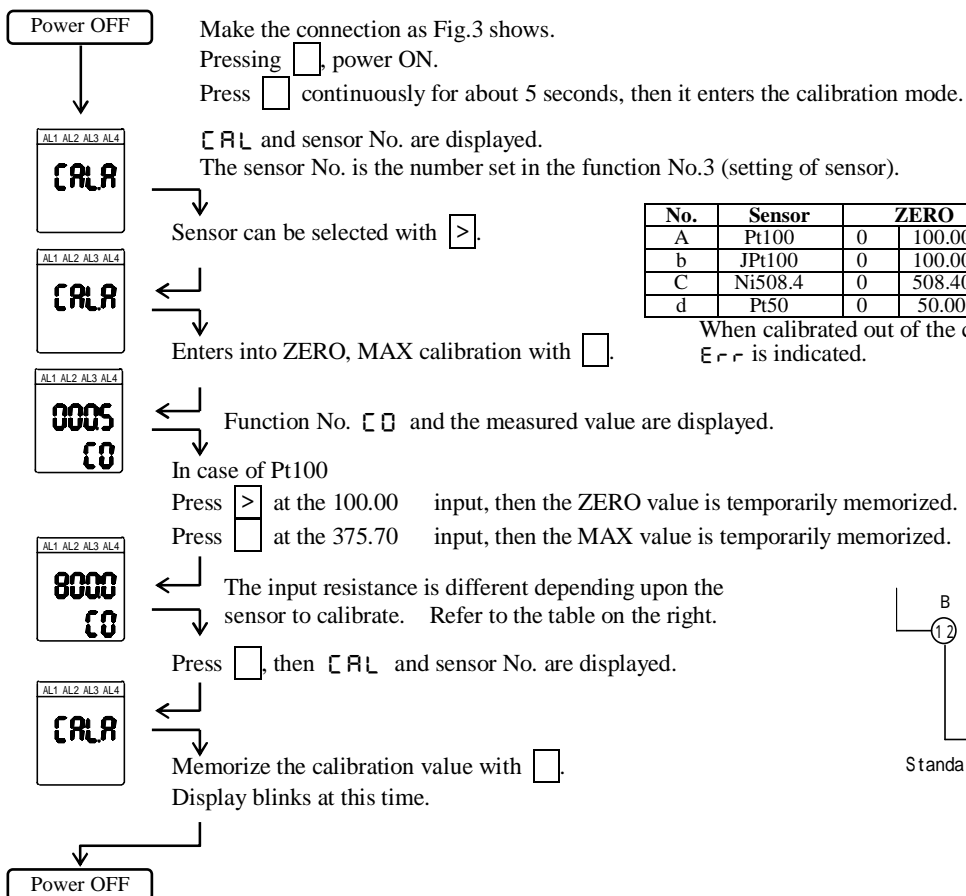 Power OFF
Make the connection as Fig.3 shows.
Pressing , power ON.
Press continuously for about 5 seconds, then it enters the calibration mode.
AL1 AL2 AL3 AL4
CAL.A
CAL and sensor No. are displayed.
The sensor No. is the number set in the function No.3 (setting of sensor).
Sensor can be selected with >.
No. Sensor ZERO
A Pt100 0 100.00
b JPt100 0 100.00
C Ni508.4 0 508.40
d Pt50 0 50.00
When calibrated out of the
Err is indicated.
AL1 AL2 AL3 AL4
CAL.A
Enters into ZERO, MAX calibration with .
AL1 AL2 AL3 AL4
000.5
C0
Function No. C0 and the measured value are displayed.
In case of Pt100
Press > at the 100.00 input, then the ZERO value is temporarily memorized.
Press at the 375.70 input, then the MAX value is temporarily memorized.
AL1 AL2 AL3 AL4
800.0
C0
The input resistance is different depending upon the
sensor to calibrate. Refer to the table on the right.
B
12
Press , then CAL and sensor No. are displayed.
AL1 AL2 AL3 AL4
CAL.A
Standa
Memorize the calibration value with .
Display blinks at this time.
Power OFF